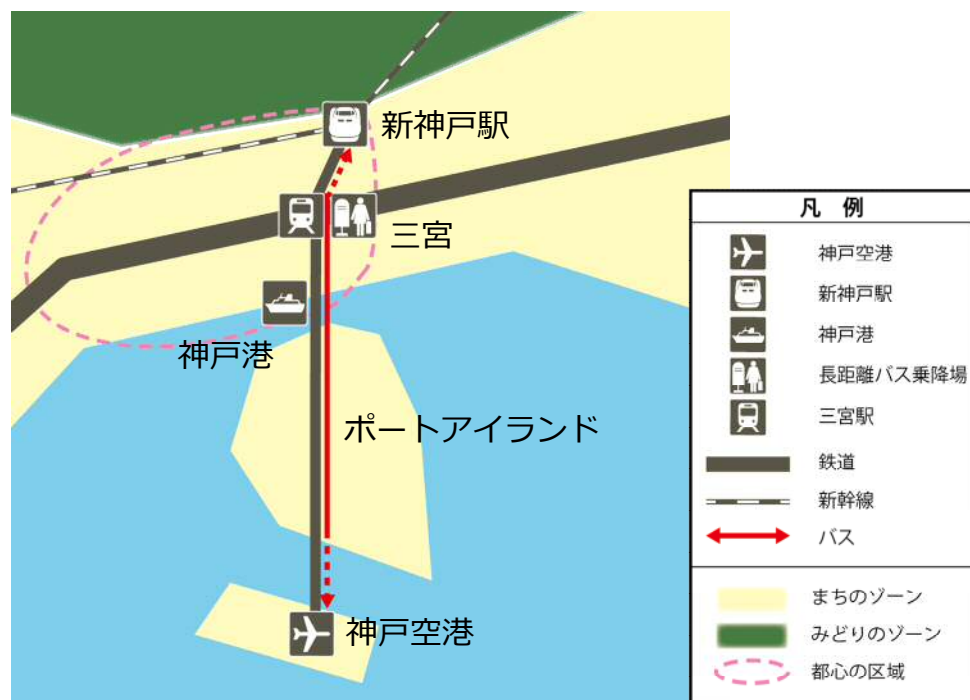 新神戸駅
三宮
神戸港
ポートアイランド
神戸空港
凡 例
神戸空港
新神戸駅
神戸港
長距離バス乗降場
三宮駅
鉄道
新幹線
バス
まちのゾーン
みどりのゾーン
都心の区域